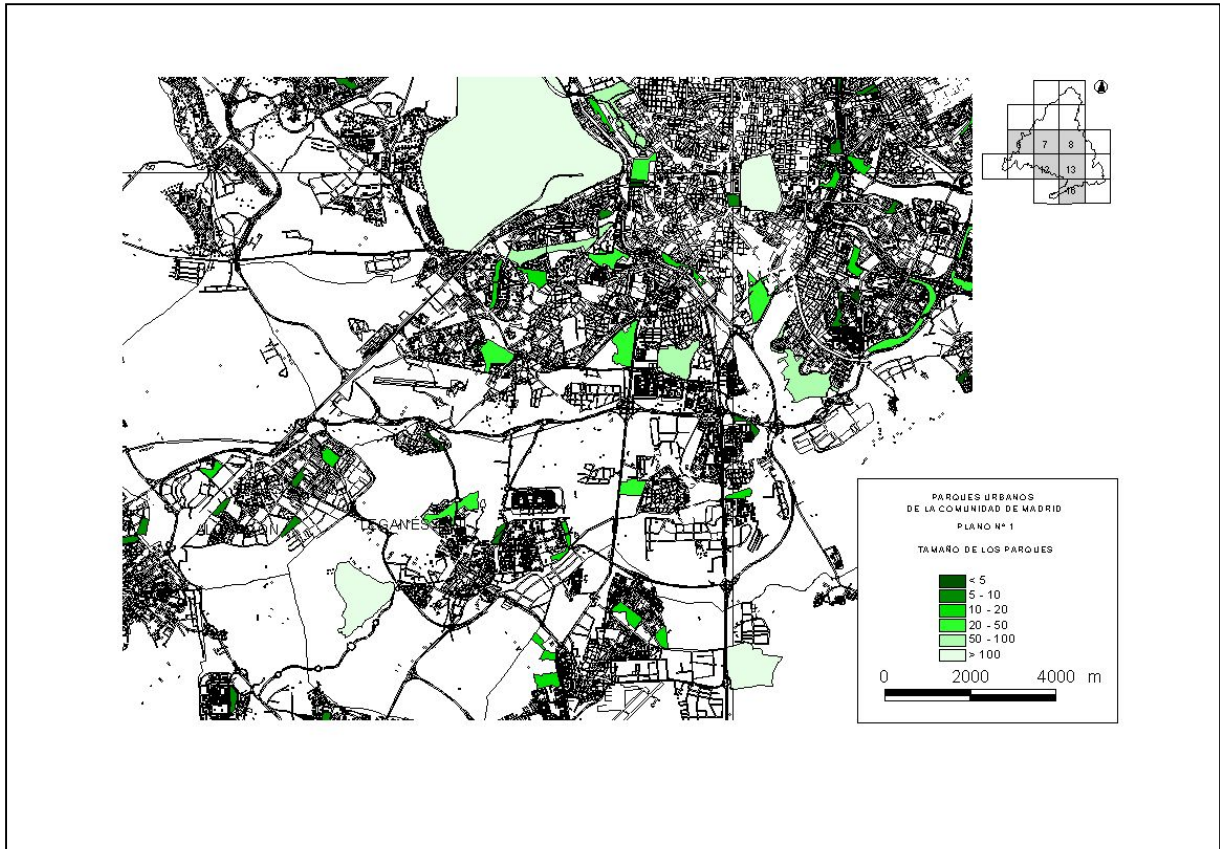 6 7 8
12 13
16
LEGANES
PARQUES URBANOS
DE LA COMUNIDAD DE MADRID
PLANO Nº 1
TAMAÑO DE LOS PARQUES
< 5
5 - 10
10 - 20
20 - 50
50 - 100
> 100
0 2000 4000 m